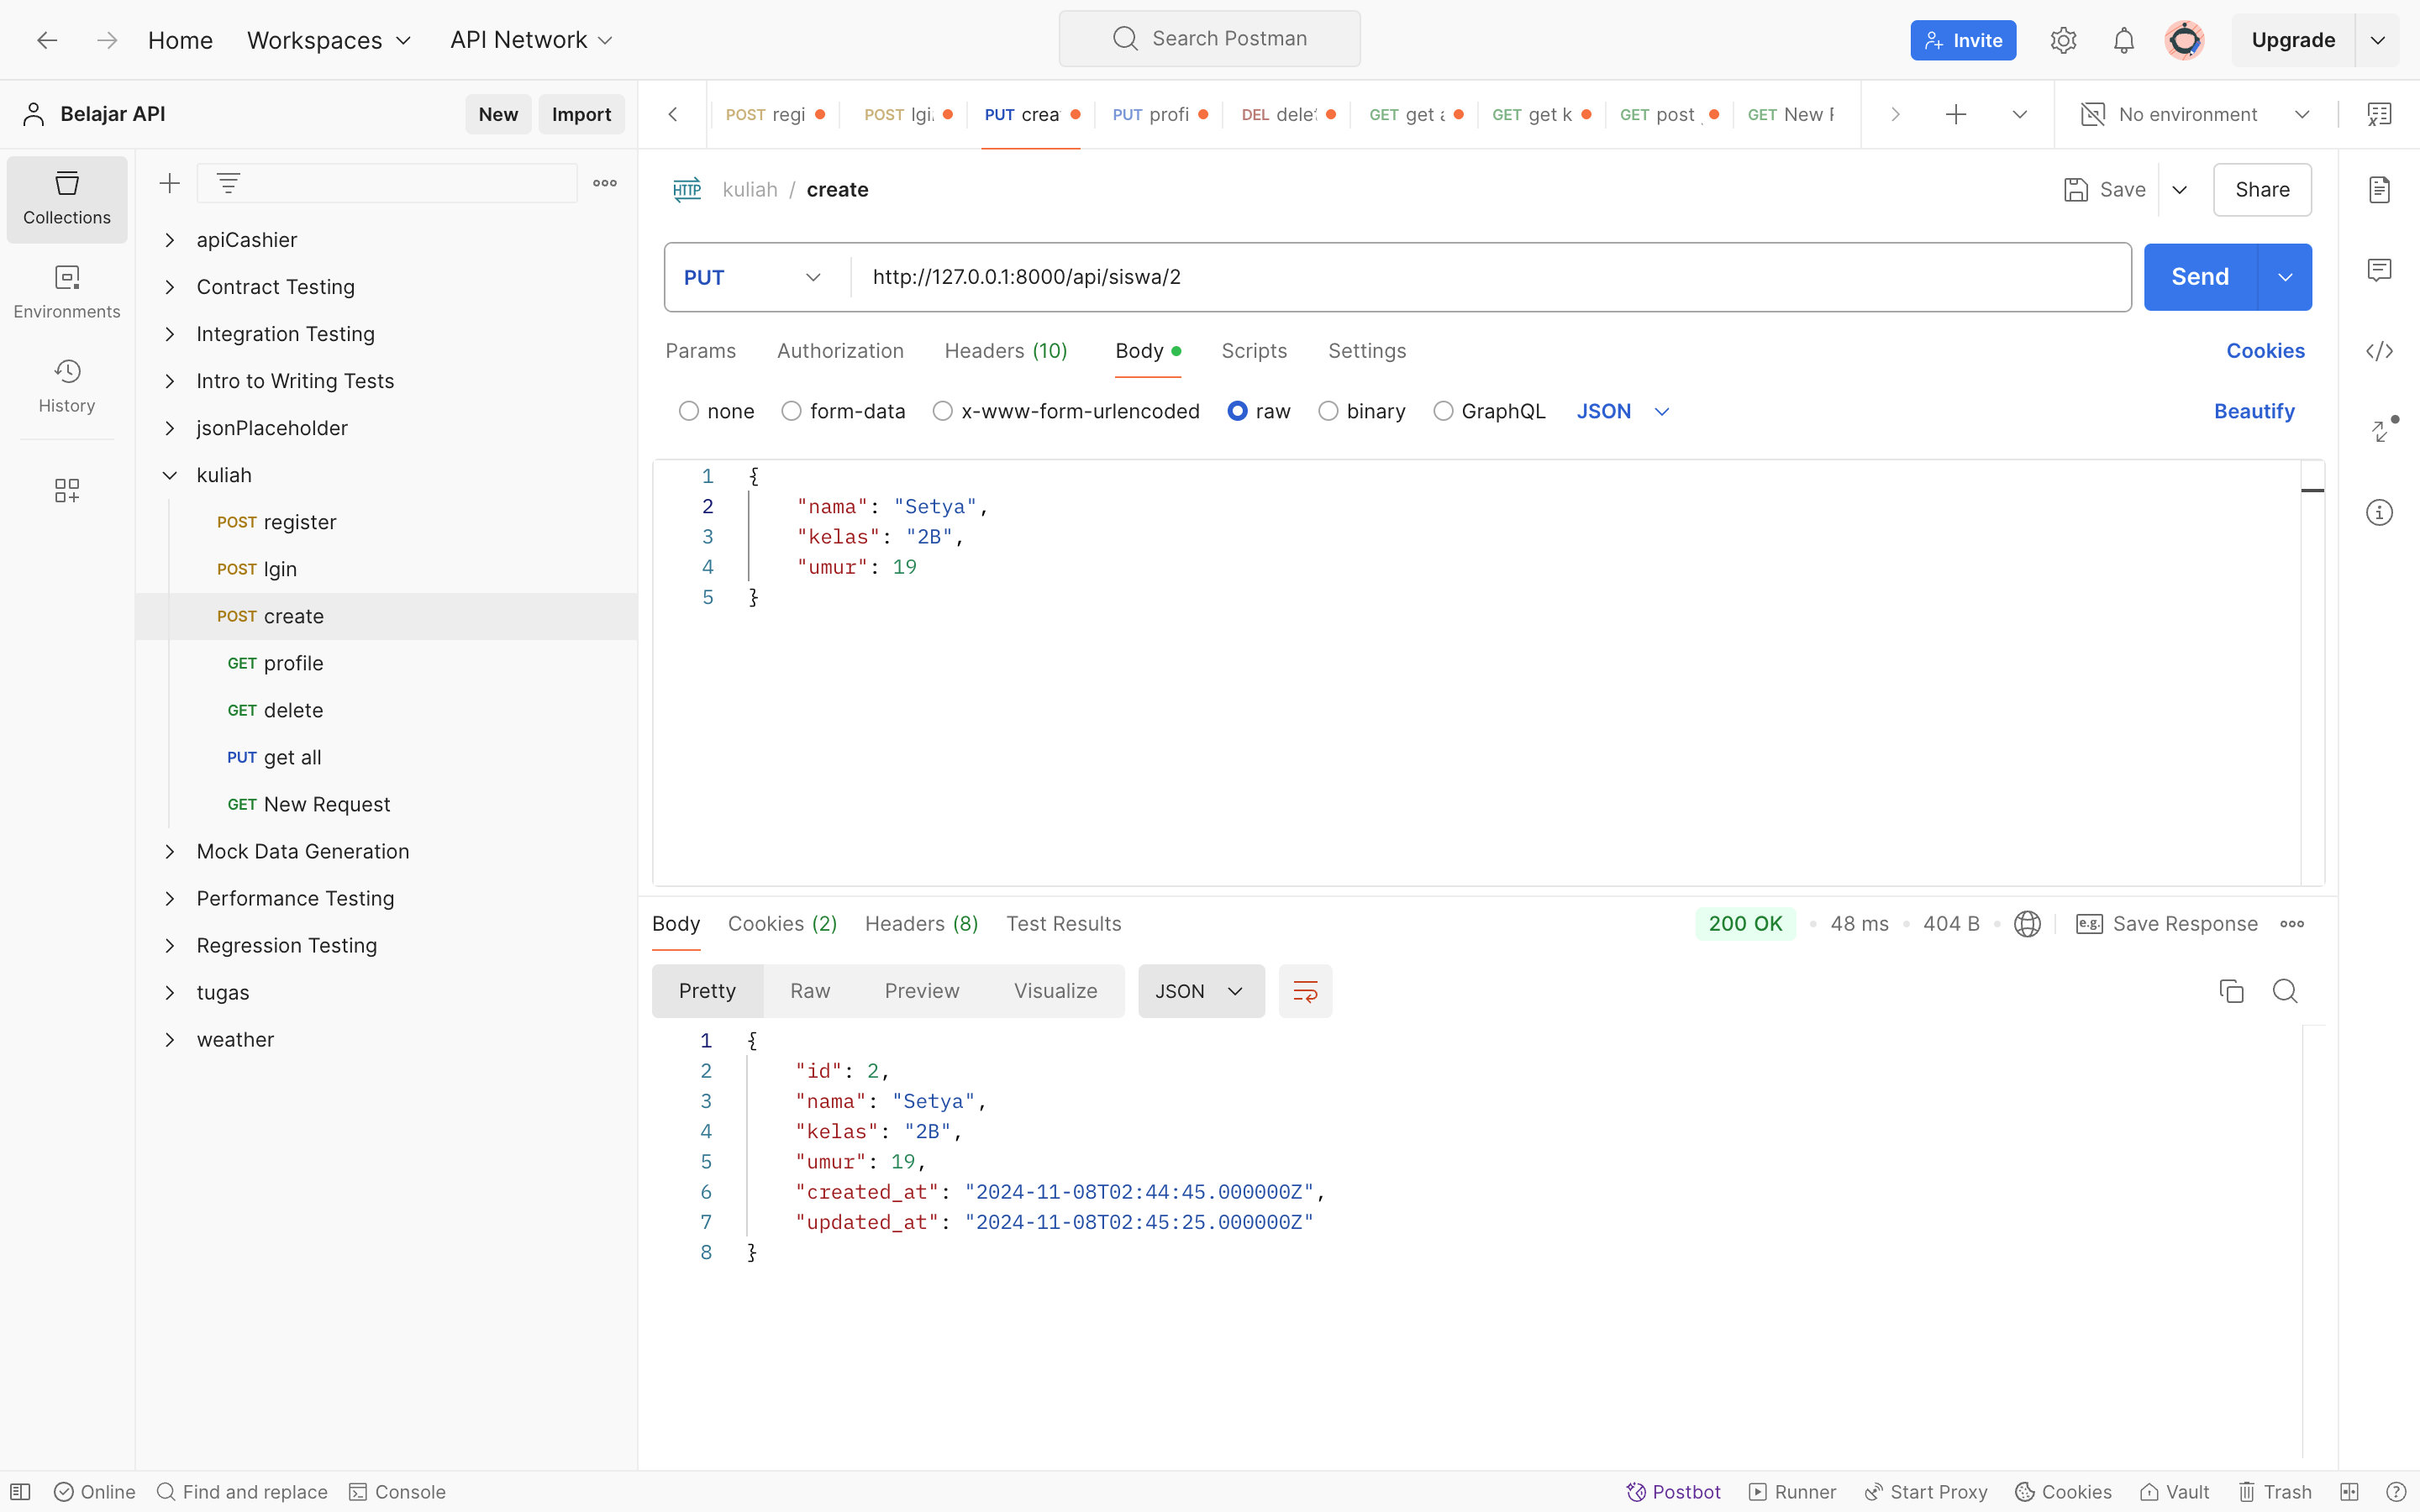 Home Workspaces API Network Search Postman Invite Upgrade
Belajar API New Import
POST regi POST lgi PUT crea PUT profi DEL dele GET get GET get k GET post GET New No environment
Collections
Environments
History
apiCashier
Contract Testing
Integration Testing
Intro to Writing Tests
jsonPlaceholder
kuliah
POST register
POST lgin
POST create
GET profile
GET delete
PUT get all
GET New Request
Mock Data Generation
Performance Testing
Regression Testing
tugas
weather
HTTP kuliah / create Save Share
PUT http://127.0.0.1:8000/api/siswa/2 Send
Params Authorization Headers (10) Body Scripts Settings Cookies
none form-data x-www-form-urlencoded raw binary GraphQL JSON Beautify
1 {
2 "nama": "Setya",
3 "kelas": "2B",
4 "umur": 19
5 }
Body Cookies (2) Headers (8) Test Results 200 OK 48 ms 404 B e.g. Save Response
Pretty Raw Preview Visualize JSON
1 {
2 "id": 2,
3 "nama": "Setya",
4 "kelas": "2B",
5 "umur": 19,
6 "created_at": "2024-11-08T02:44:45.000000Z",
7 "updated_at": "2024-11-08T02:45:25.000000Z"
8 }
Online Find and replace Console Postbot Runner Start Proxy Cookies Vault Trash